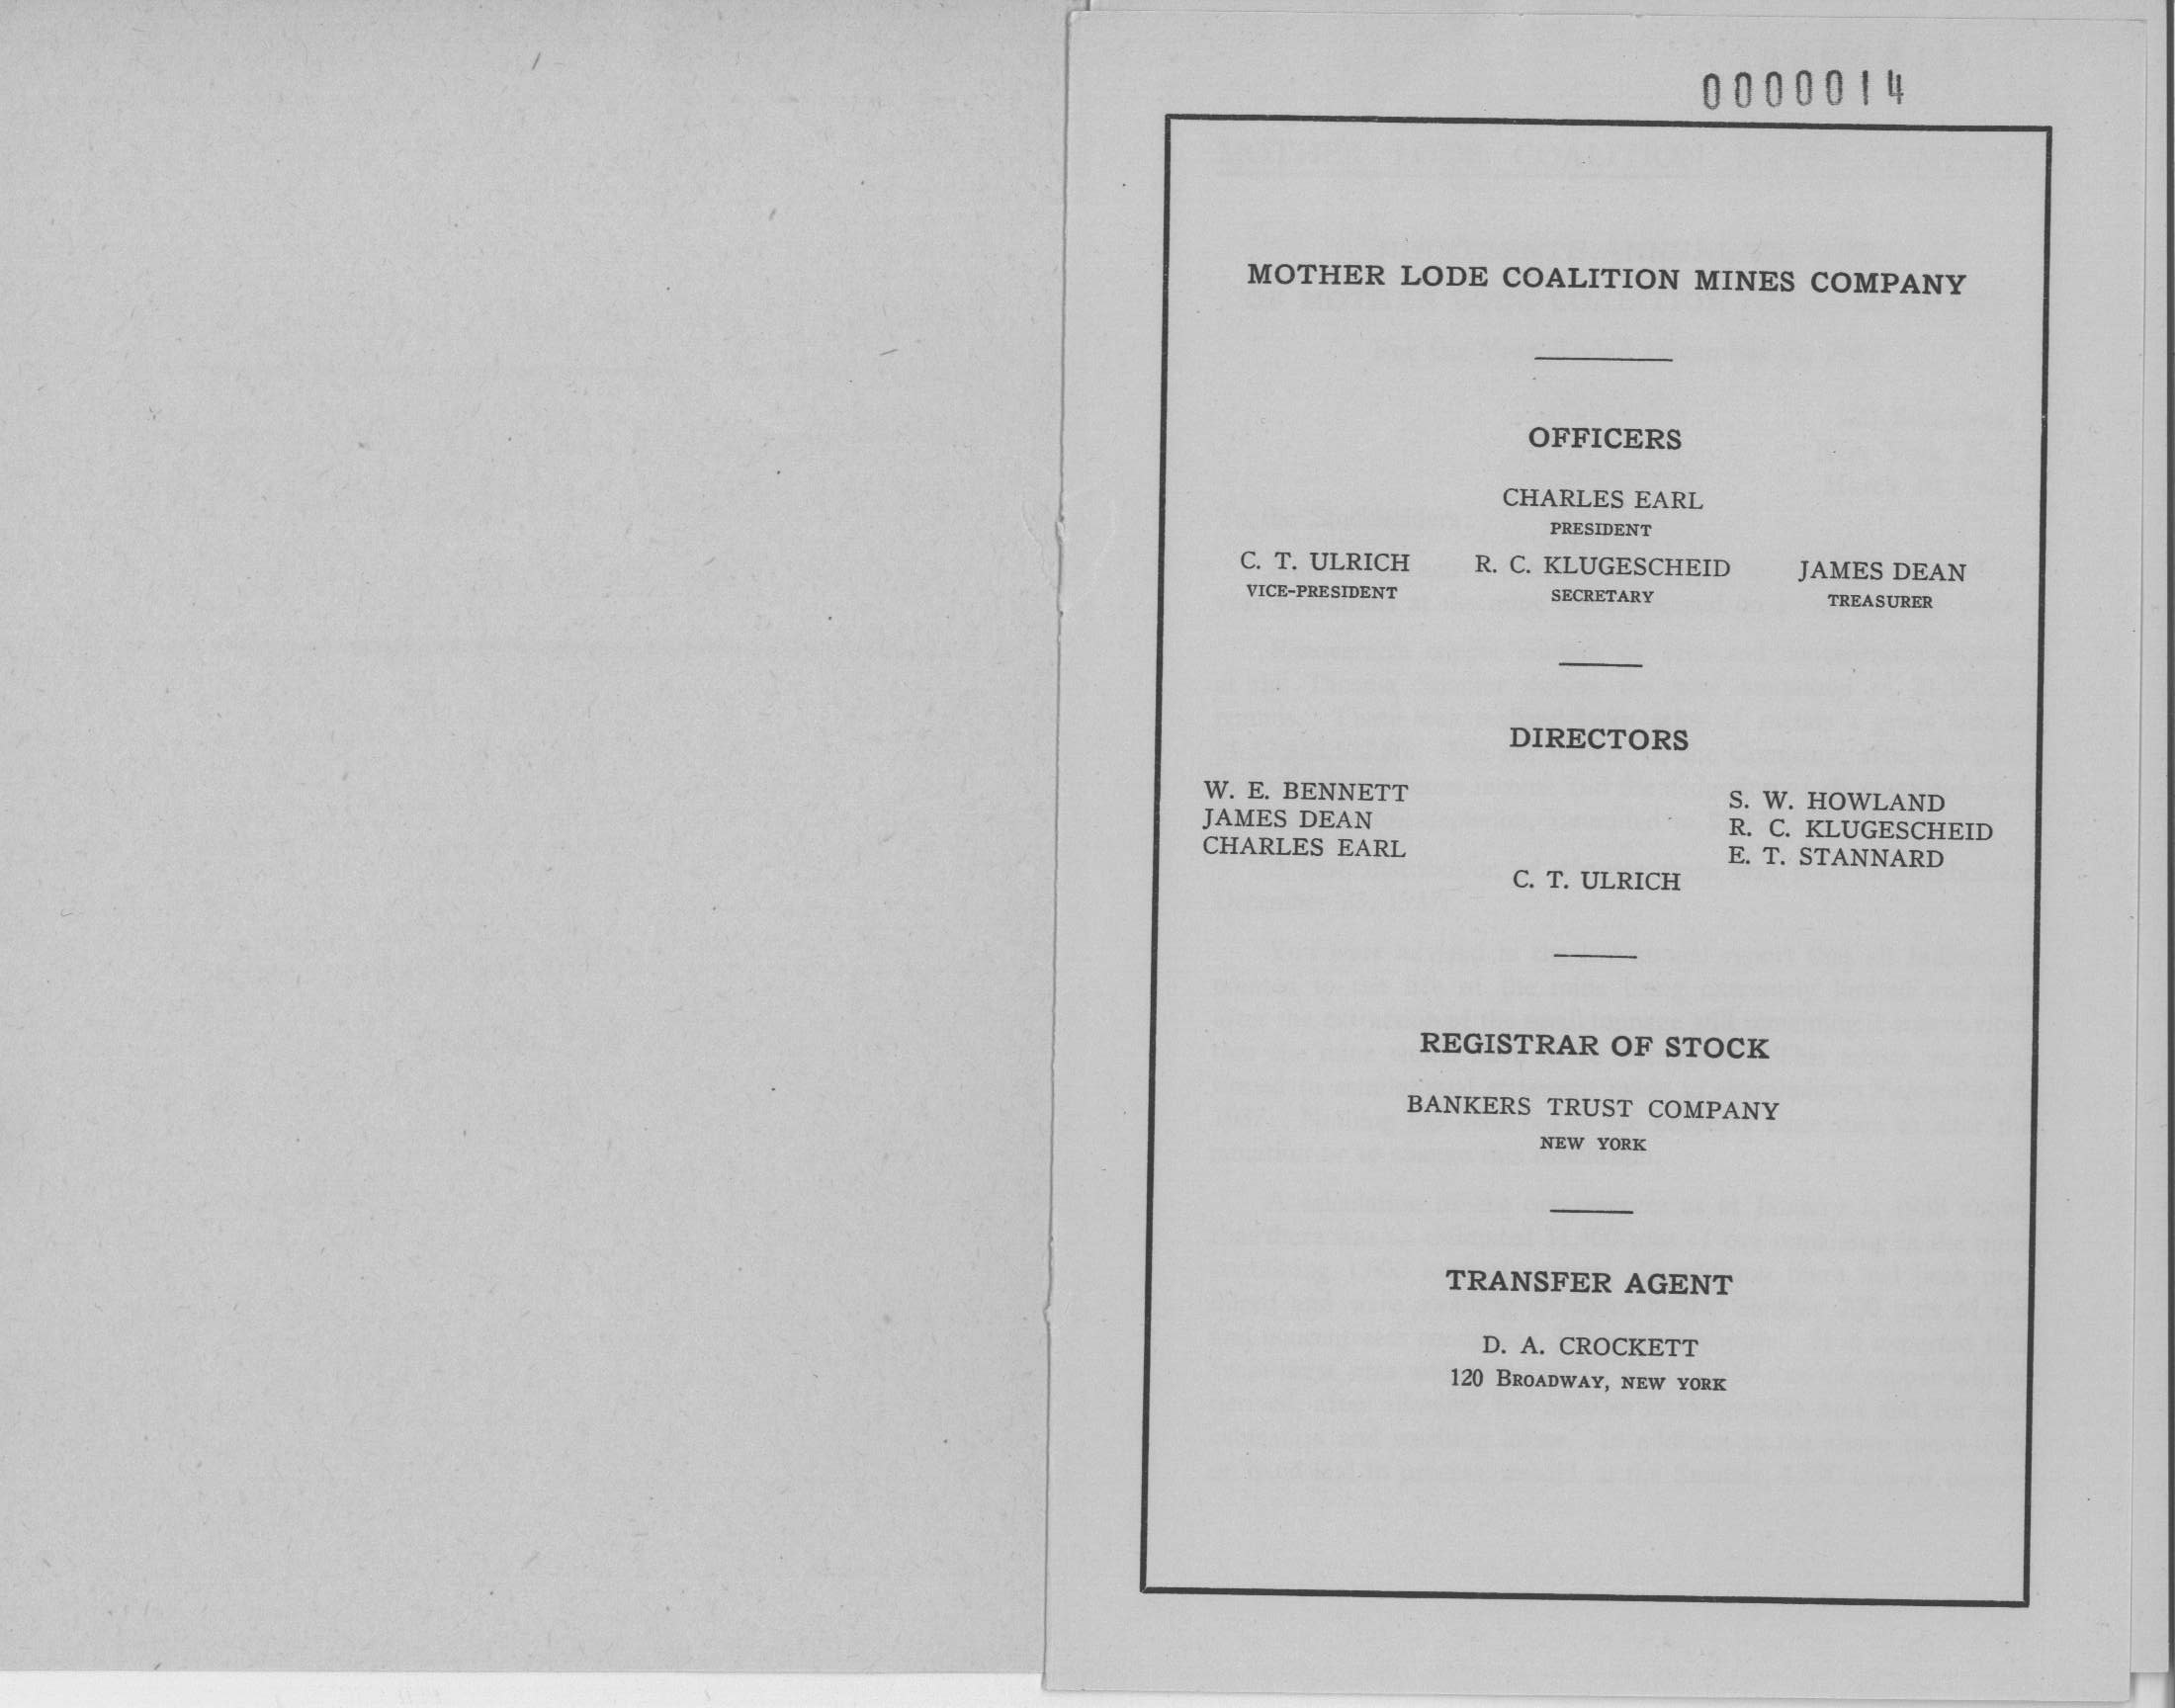 0000014
MOTHER LODE COALITION MINES COMPANY
OFFICERS
CHARLES EARL
PRESIDENT
C. T. ULRICH R. C. KLUGESCHEID JAMES DEAN
VICE-PRESIDENT SECRETARY TREASURER
DIRECTORS
W. E. BENNETT S. W. HOWLAND
JAMES DEAN R. C. KLUGESCHEID
CHARLES EARL E. T. STANNARD
C. T. ULRICH
REGISTRAR OF STOCK
BANKERS TRUST COMPANY
NEW YORK
TRANSFER AGENT
D. A. CROCKETT
120 BROADWAY, NEW YORK